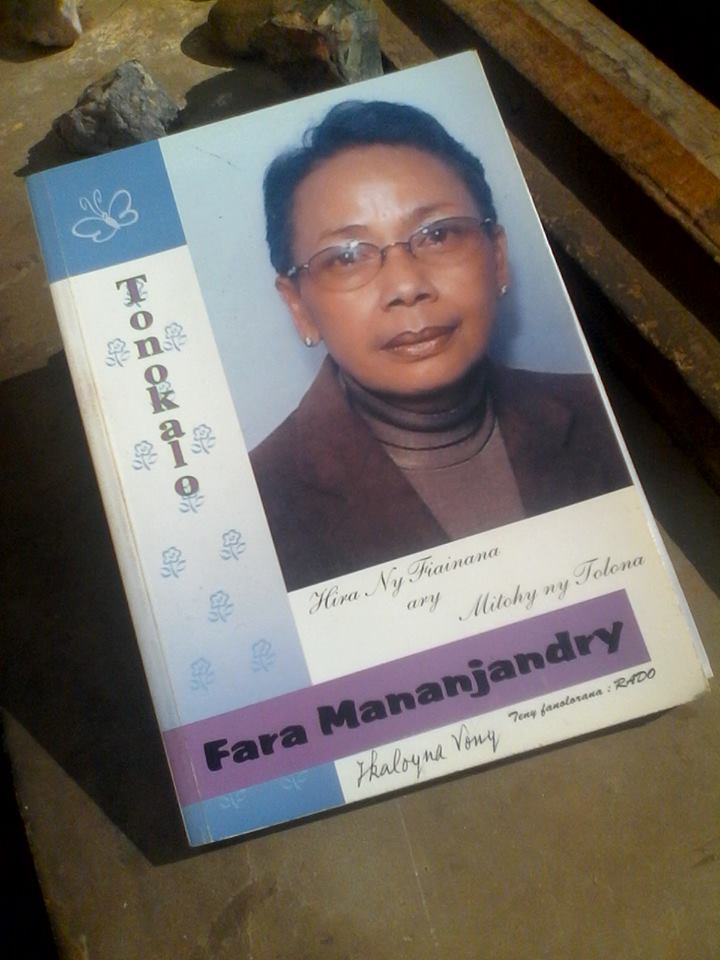 Tonokalo
Hira Ny Fiainana
ary
Mitohy ny Tolona
Fara Mananjandry
Teny fanolorana : RADO
Ikaloyna Vony